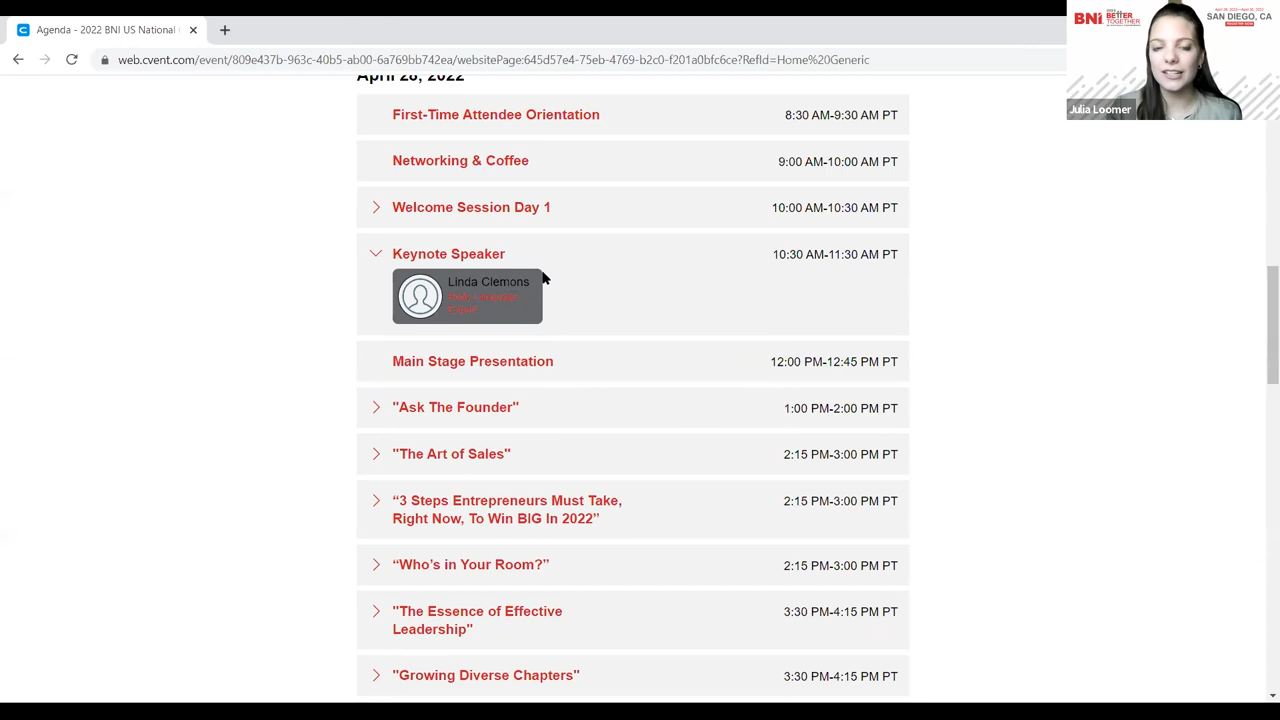 Agenda - 2022 BNI US National
web.cvent.com/event/809e437b-963c-40b5-ab00-6a769bb742ea/websitePage:645d57e4-75eb-4769-b2c0-f201a0bfc6ce?RefId=Home%20Generic
BNI 2022 BETTER TOGETHER
SAN DIEGO, CA
Julia Loomer
April 28, 2022
First-Time Attendee Orientation 8:30 AM-9:30 AM PT
Networking & Coffee 9:00 AM-10:00 AM PT
Welcome Session Day 1 10:00 AM-10:30 AM PT
Keynote Speaker 10:30 AM-11:30 AM PT
Linda Clemons
Body Language
Expert
Main Stage Presentation 12:00 PM-12:45 PM PT
"Ask The Founder" 1:00 PM-2:00 PM PT
"The Art of Sales" 2:15 PM-3:00 PM PT
“3 Steps Entrepreneurs Must Take, 2:15 PM-3:00 PM PT
Right Now, To Win BIG In 2022”
“Who’s in Your Room?” 2:15 PM-3:00 PM PT
"The Essence of Effective 3:30 PM-4:15 PM PT
Leadership"
"Growing Diverse Chapters" 3:30 PM-4:15 PM PT